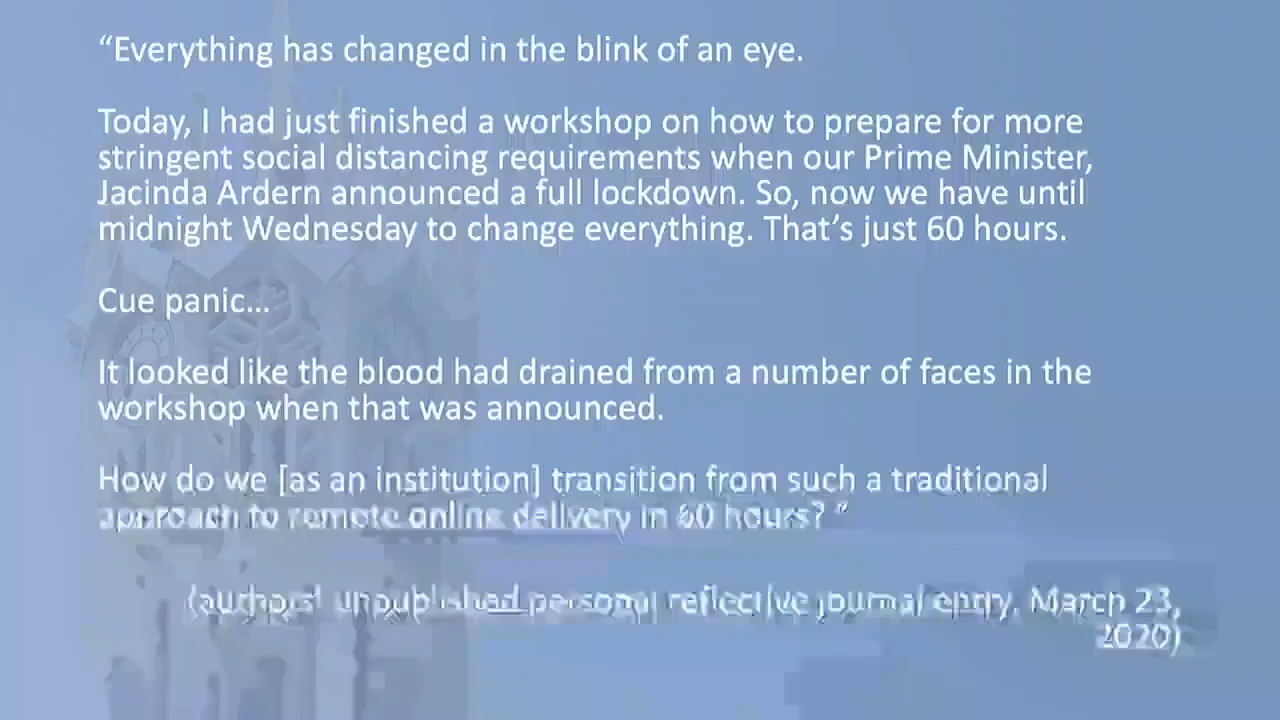 “Everything has changed in the blink of an eye.
Today, I had just finished a workshop on how to prepare for more
stringent social distancing requirements when our Prime Minister,
Jacinda Ardern announced a full lockdown. So, now we have until
midnight Wednesday to change everything. That’s just 60 hours.
Cue panic…
It looked like the blood had drained from a number of faces in the
workshop when that was announced.
How do we [as an institution] transition from such a traditional
approach to remote online delivery in 60 hours? ”
(authors' unpublished personal reflective journal entry, March 23,
2020)